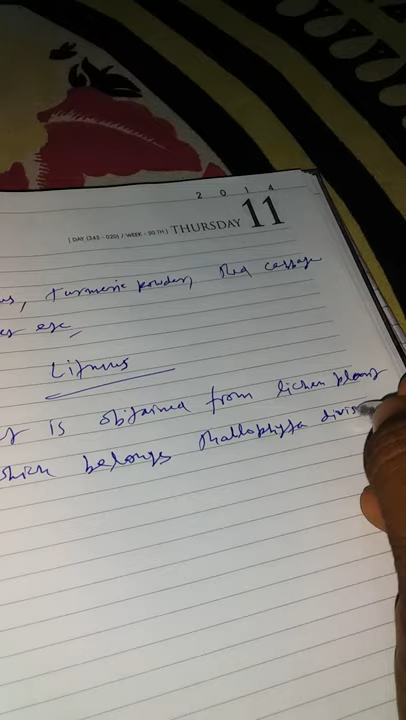 2 0 1 4
[ DAY (345 - 020) / WEEK - 50 TH ] THURSDAY 11
, turmeric powder, Red cabbage
etc,
Litmus
is obtained from lichen plant
which belongs thallophyta divis